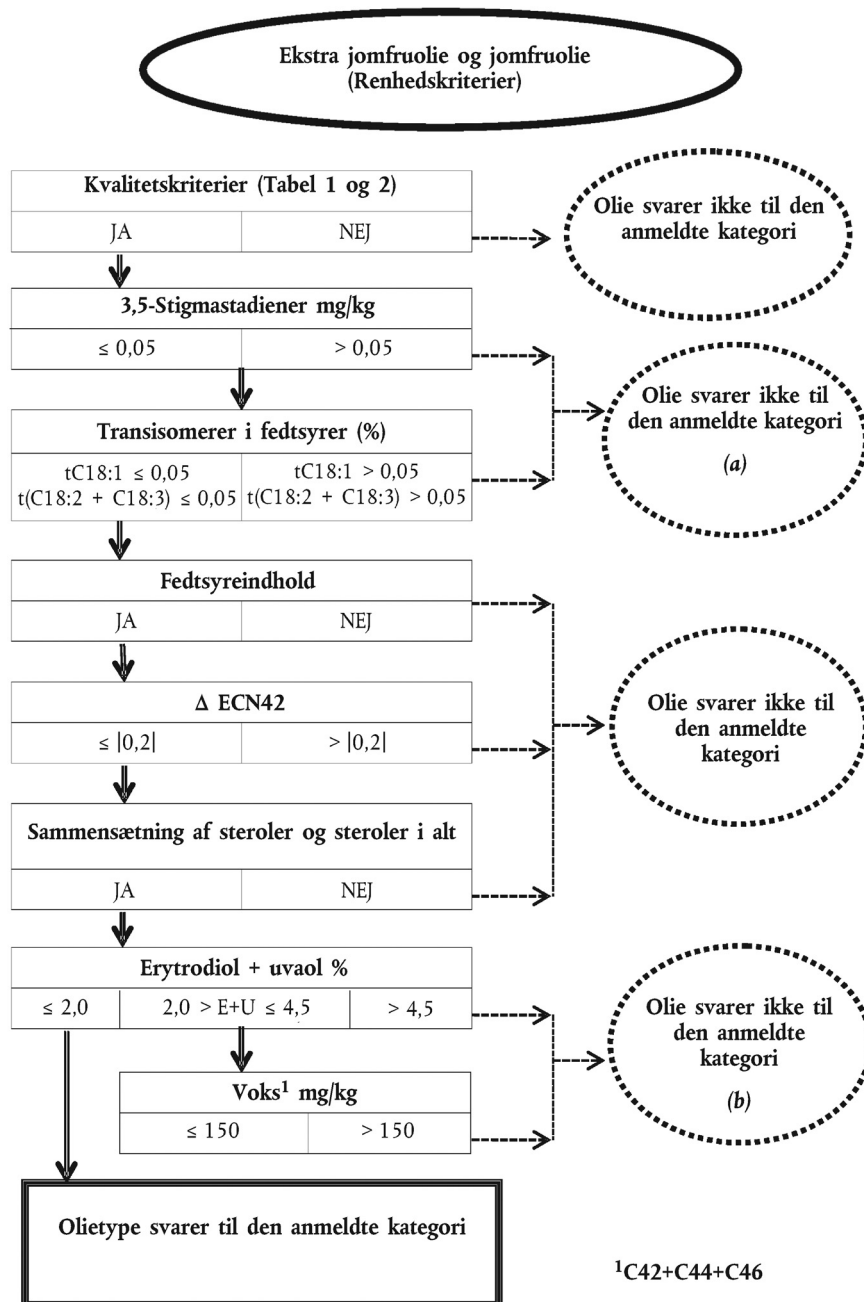 Ekstra jomfruolie og jomfruolie
(Renhedskriterier)
Kvalitetskriterier (Tabel 1 og 2)
JA NEJ
Olie svarer ikke til den
anmeldte kategori
3,5-Stigmastadiener mg/kg
≤ 0,05 > 0,05
Olie svarer ikke til
den anmeldte kategori
(a)
Transisomerer i fedtsyrer (%)
tC18:1 ≤ 0,05 tC18:1 > 0,05
t(C18:2 + C18:3) ≤ 0,05 t(C18:2 + C18:3) > 0,05
Fedtsyreindhold
JA NEJ
Δ ECN42
≤ |0,2| > |0,2|
Olie svarer ikke til
den anmeldte
kategori
Sammensætning af steroler og steroler i alt
JA NEJ
Erytrodiol + uvaol %
≤ 2,0 2,0 > E+U ≤ 4,5 > 4,5
Olie svarer ikke til
den anmeldte
kategori
(b)
Voks¹ mg/kg
≤ 150 > 150
Olietype svarer til den anmeldte kategori
¹C42+C44+C46